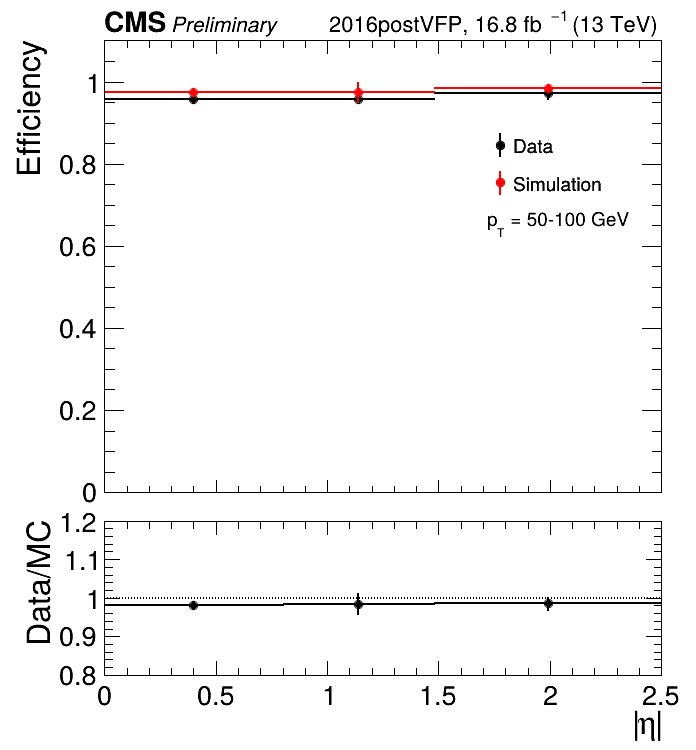 CMS Preliminary 2016postVFP, 16.8 fb⁻¹ (13 TeV)
Efficiency
1
0.8
0.6
0.4
0.2
0
Data
Simulation
p_T = 50-100 GeV
Data/MC
1.2
1.1
1
0.9
0.8
0 0.5 1 1.5 2 2.5
|η|